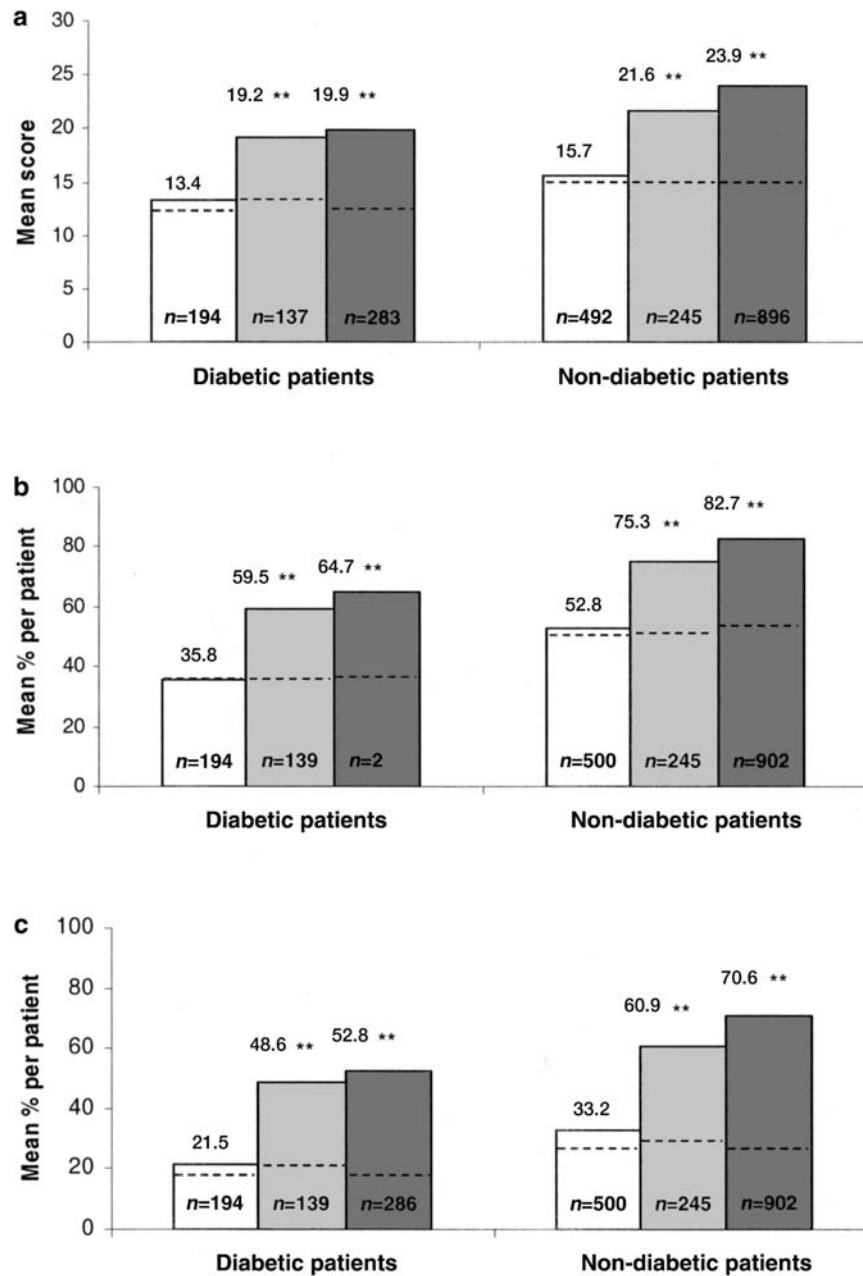 a
30
25
20
15
10
5
0
Mean score
13.4
19.2 **
19.9 **
15.7
21.6 **
23.9 **
n=194
n=137
n=283
n=492
n=245
n=896
Diabetic patients
Non-diabetic patients
b
100
80
60
40
20
0
Mean % per patient
35.8
59.5 **
64.7 **
52.8
75.3 **
82.7 **
n=194
n=139
n=2
n=500
n=245
n=902
Diabetic patients
Non-diabetic patients
c
100
80
60
40
20
0
Mean % per patient
21.5
48.6 **
52.8 **
33.2
60.9 **
70.6 **
n=194
n=139
n=286
n=500
n=245
n=902
Diabetic patients
Non-diabetic patients